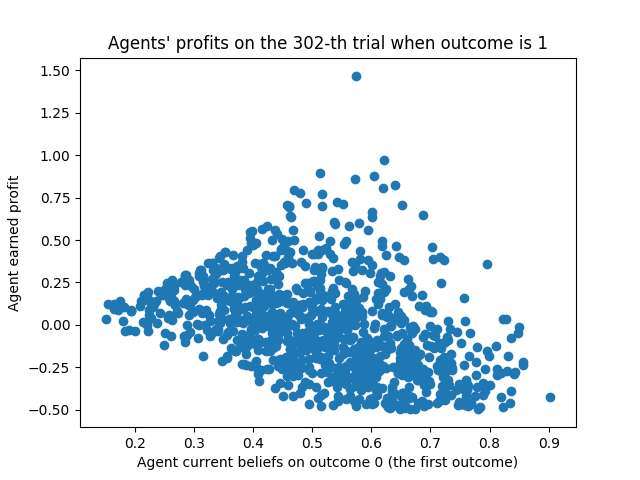 Agents' profits on the 302-th trial when outcome is 1
Agent earned profit
1.50
1.25
1.00
0.75
0.50
0.25
0.00
−0.25
−0.50
0.2 0.3 0.4 0.5 0.6 0.7 0.8 0.9
Agent current beliefs on outcome 0 (the first outcome)